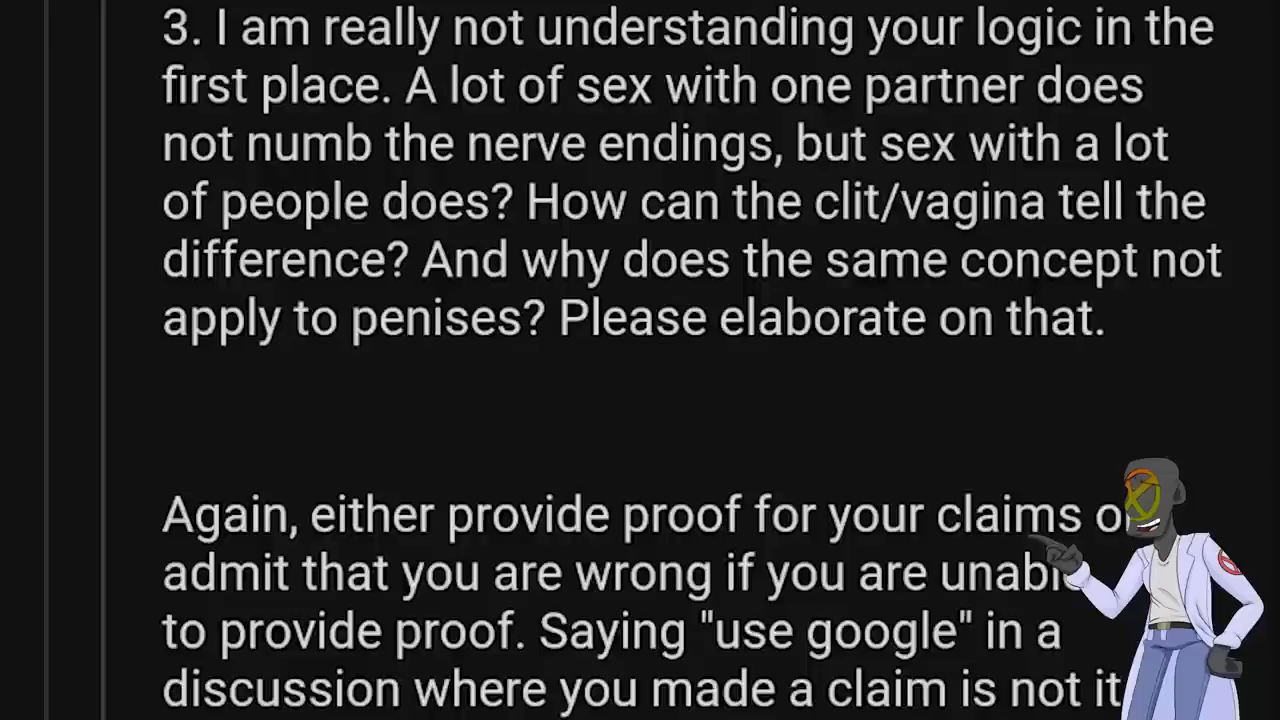 3. I am really not understanding your logic in the
first place. A lot of sex with one partner does
not numb the nerve endings, but sex with a lot
of people does? How can the clit/vagina tell the
difference? And why does the same concept not
apply to penises? Please elaborate on that.
Again, either provide proof for your claims
admit that you are wrong if you are
to provide proof. Saying "use google" in a
discussion where you made a claim is not it